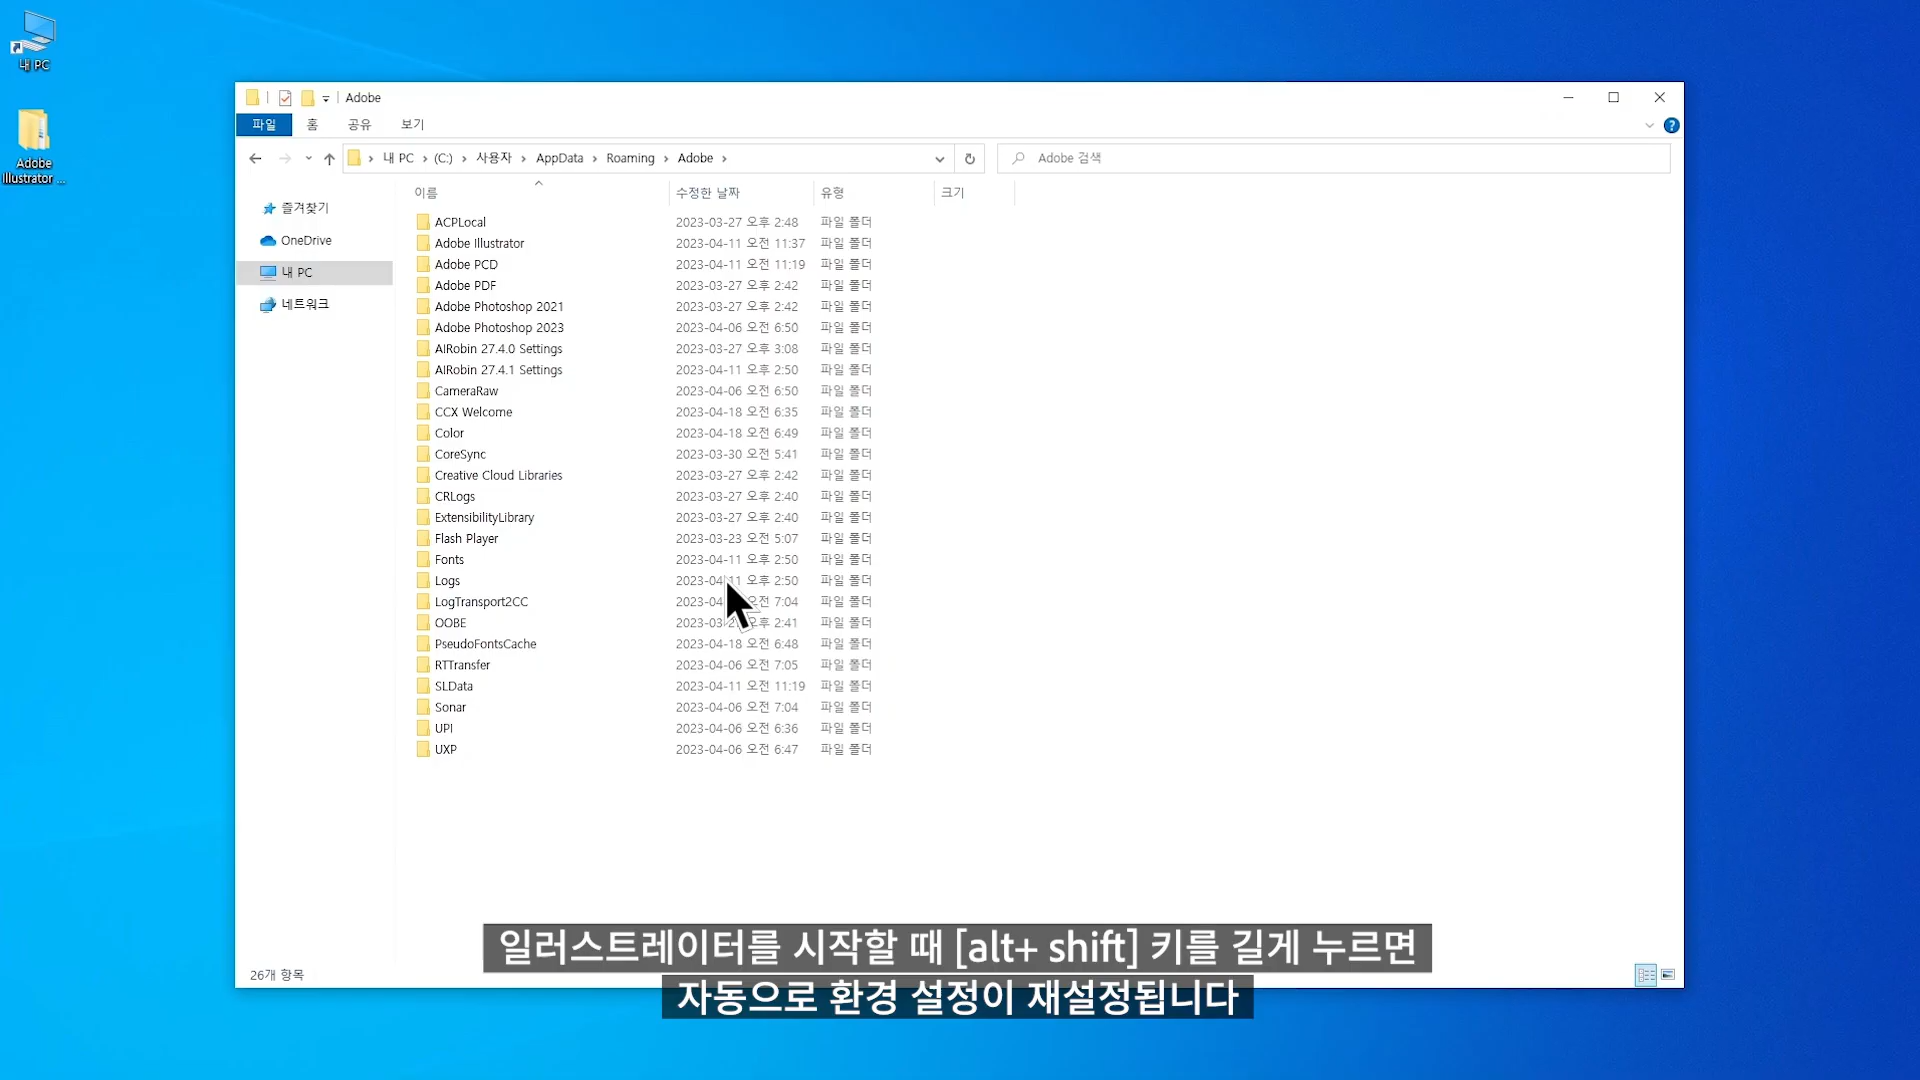 내 PC
Adobe
Illustrator ...
Adobe
파일 홈 공유 보기
내 PC (C:) 사용자 AppData Roaming Adobe
Adobe 검색
즐겨찾기
OneDrive
내 PC
네트워크
이름 수정한 날짜 유형 크기
ACPLocal 2023-03-27 오후 2:48 파일 폴더
Adobe Illustrator 2023-04-11 오전 11:37 파일 폴더
Adobe PCD 2023-04-11 오전 11:19 파일 폴더
Adobe PDF 2023-03-27 오후 2:42 파일 폴더
Adobe Photoshop 2021 2023-03-27 오후 2:42 파일 폴더
Adobe Photoshop 2023 2023-04-06 오전 6:50 파일 폴더
AIRobin 27.4.0 Settings 2023-03-27 오후 3:08 파일 폴더
AIRobin 27.4.1 Settings 2023-04-11 오후 2:50 파일 폴더
CameraRaw 2023-04-06 오전 6:50 파일 폴더
CCX Welcome 2023-04-18 오전 6:35 파일 폴더
Color 2023-04-18 오전 6:49 파일 폴더
CoreSync 2023-03-30 오전 5:41 파일 폴더
Creative Cloud Libraries 2023-03-27 오후 2:42 파일 폴더
CRLogs 2023-03-27 오후 2:40 파일 폴더
ExtensibilityLibrary 2023-03-27 오후 2:40 파일 폴더
Flash Player 2023-03-23 오전 5:07 파일 폴더
Fonts 2023-04-11 오후 2:50 파일 폴더
Logs 2023-04-11 오후 2:50 파일 폴더
LogTransport2CC 오전 7:04 파일 폴더
OOBE 오후 2:41 파일 폴더
PseudoFontsCache 2023-04-18 오전 6:48 파일 폴더
RTTransfer 2023-04-06 오전 7:05 파일 폴더
SLData 2023-04-11 오전 11:19 파일 폴더
Sonar 2023-04-06 오전 7:04 파일 폴더
UPI 2023-04-06 오전 6:36 파일 폴더
UXP 2023-04-06 오전 6:47 파일 폴더
26개 항목
일러스트레이터를 시작할 때 [alt+ shift] 키를 길게 누르면
자동으로 환경 설정이 재설정됩니다